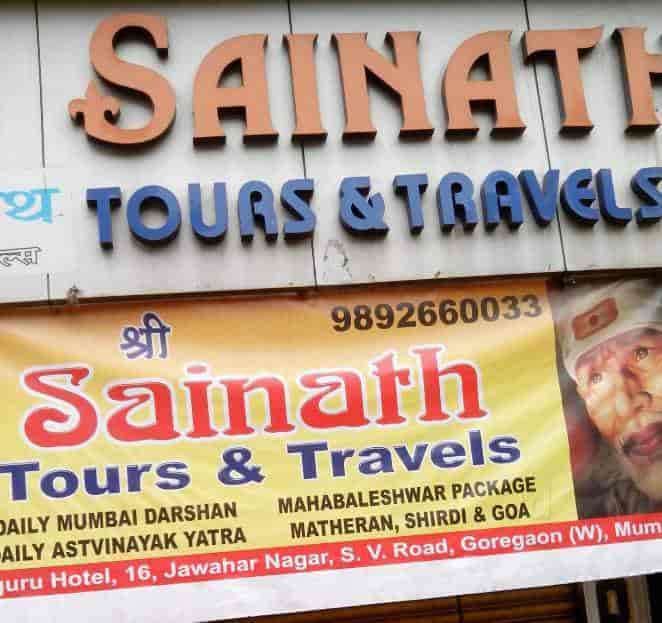 SAINATH
TOURS & TRAVELS
9892660033
श्री
Sainath
Tours & Travels
DAILY MUMBAI DARSHAN
DAILY ASTVINAYAK YATRA
MAHABALESHWAR PACKAGE
MATHERAN, SHIRDI & GOA
Hotel, 16, Jawahar Nagar, S. V. Road, Goregaon (W),